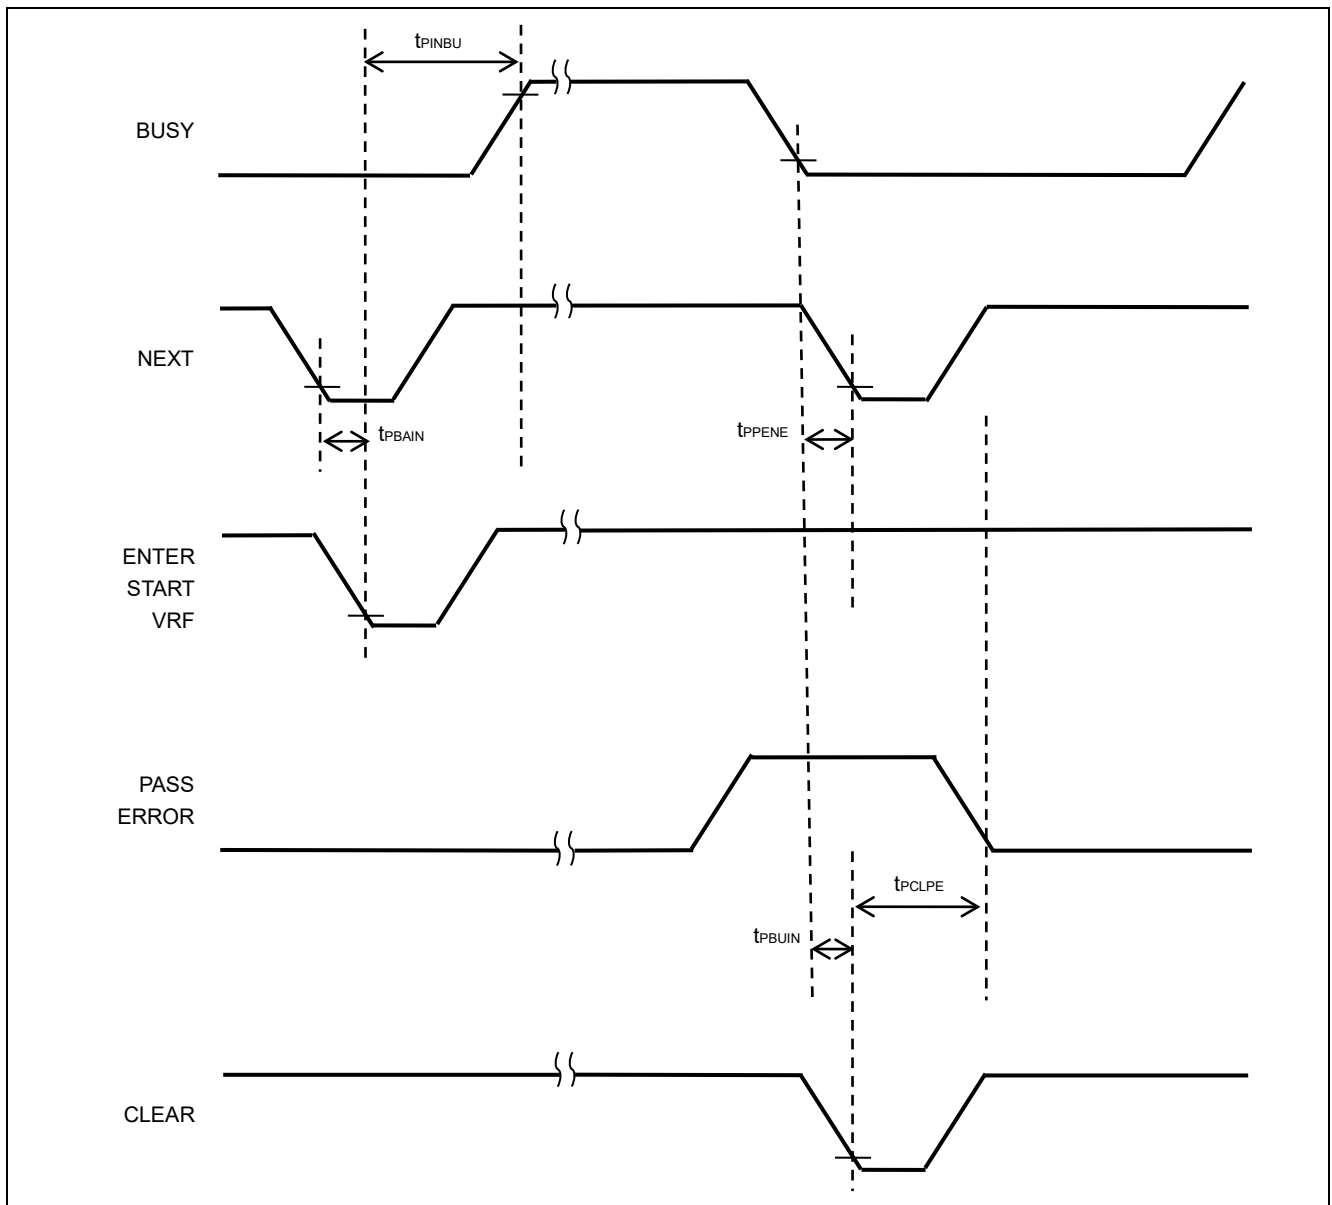 tPINBU
BUSY
NEXT
tPBAIN
tPPENE
ENTER
START
VRF
PASS
ERROR
tPCLPE
tPBUIN
CLEAR